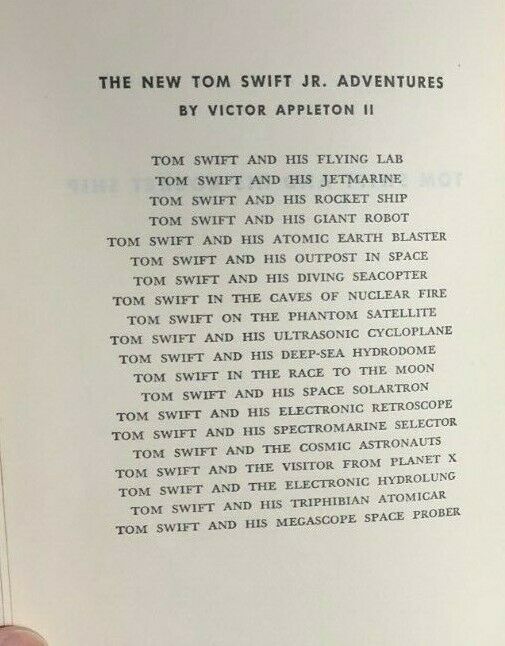 THE NEW TOM SWIFT JR. ADVENTURES
BY VICTOR APPLETON II
TOM SWIFT AND HIS FLYING LAB
TOM SWIFT AND HIS JETMARINE
TOM SWIFT AND HIS ROCKET SHIP
TOM SWIFT AND HIS GIANT ROBOT
TOM SWIFT AND HIS ATOMIC EARTH BLASTER
TOM SWIFT AND HIS OUTPOST IN SPACE
TOM SWIFT AND HIS DIVING SEACOPTER
TOM SWIFT IN THE CAVES OF NUCLEAR FIRE
TOM SWIFT ON THE PHANTOM SATELLITE
TOM SWIFT AND HIS ULTRASONIC CYCLOPLANE
TOM SWIFT AND HIS DEEP-SEA HYDRODOME
TOM SWIFT IN THE RACE TO THE MOON
TOM SWIFT AND HIS SPACE SOLARTRON
TOM SWIFT AND HIS ELECTRONIC RETROSCOPE
TOM SWIFT AND HIS SPECTROMARINE SELECTOR
TOM SWIFT AND THE COSMIC ASTRONAUTS
TOM SWIFT AND THE VISITOR FROM PLANET X
TOM SWIFT AND THE ELECTRONIC HYDROLUNG
TOM SWIFT AND HIS TRIPHIBIAN ATOMICAR
TOM SWIFT AND HIS MEGASCOPE SPACE PROBER